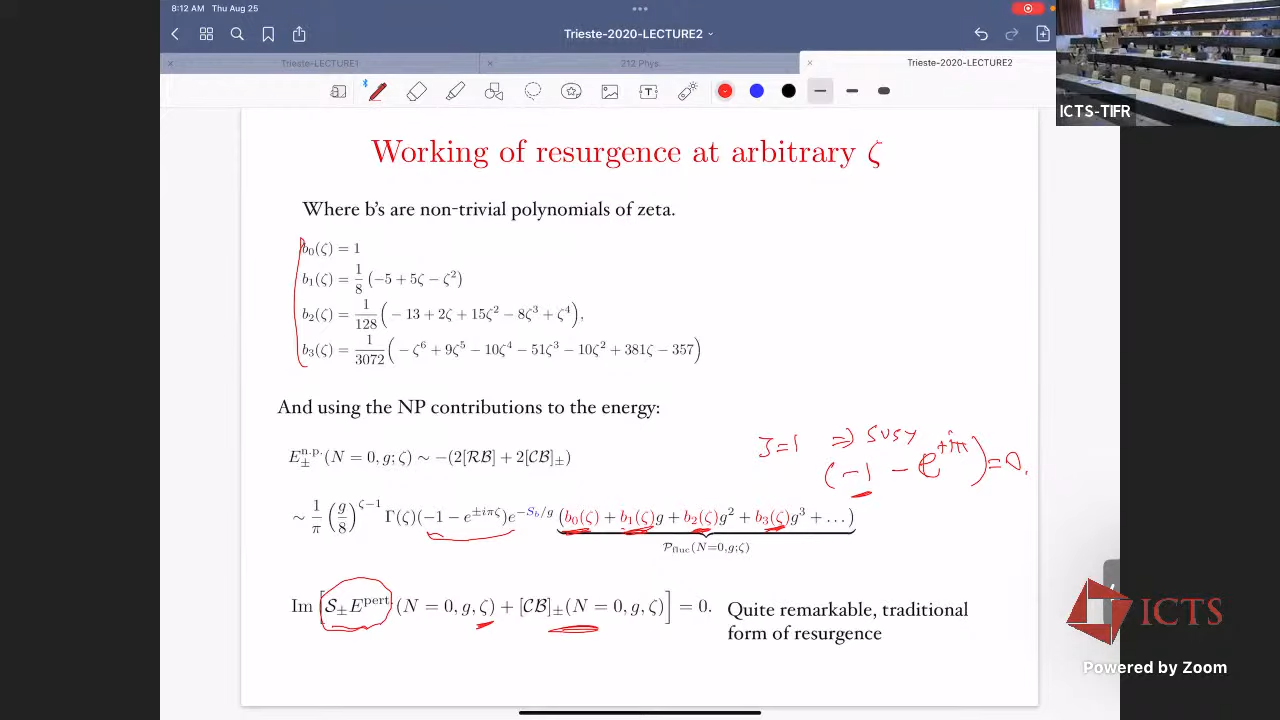 8:12 AM Thu Aug 25
Trieste-2020-LECTURE2
Trieste-LECTURE1
212 Phys
Trieste-2020-LECTURE2
ICTS-TIFR
Working of resurgence at arbitrary ζ
Where b's are non-trivial polynomials of zeta.
b₀(ζ) = 1
b₁(ζ) = 1/8 (−5 + 5ζ − ζ²)
b₂(ζ) = 1/128 (− 13 + 2ζ + 15ζ² − 8ζ³ + ζ⁴),
b₃(ζ) = 1/3072 (− ζ⁶ + 9ζ⁵ − 10ζ⁴ − 51ζ³ − 10ζ² + 381ζ − 357)
And using the NP contributions to the energy:
ζ=1 ⇒ SUSY
(−1 − e^{±iπ})=0.
E±^{n.p.}(N = 0, g; ζ) ∼ −(2[RB] + 2[CB]±)
∼ 1/π (g/8)^{ζ−1} Γ(ζ)(−1 − e^{±iπζ})e^{−S_b/g} (b₀(ζ) + b₁(ζ)g + b₂(ζ)g² + b₃(ζ)g³ + …)
P_fluc(N=0,g;ζ)
Im [S±E^{pert.}(N = 0, g, ζ) + [CB]±(N = 0, g, ζ)] = 0.
Quite remarkable, traditional
form of resurgence
ICTS
Powered by Zoom